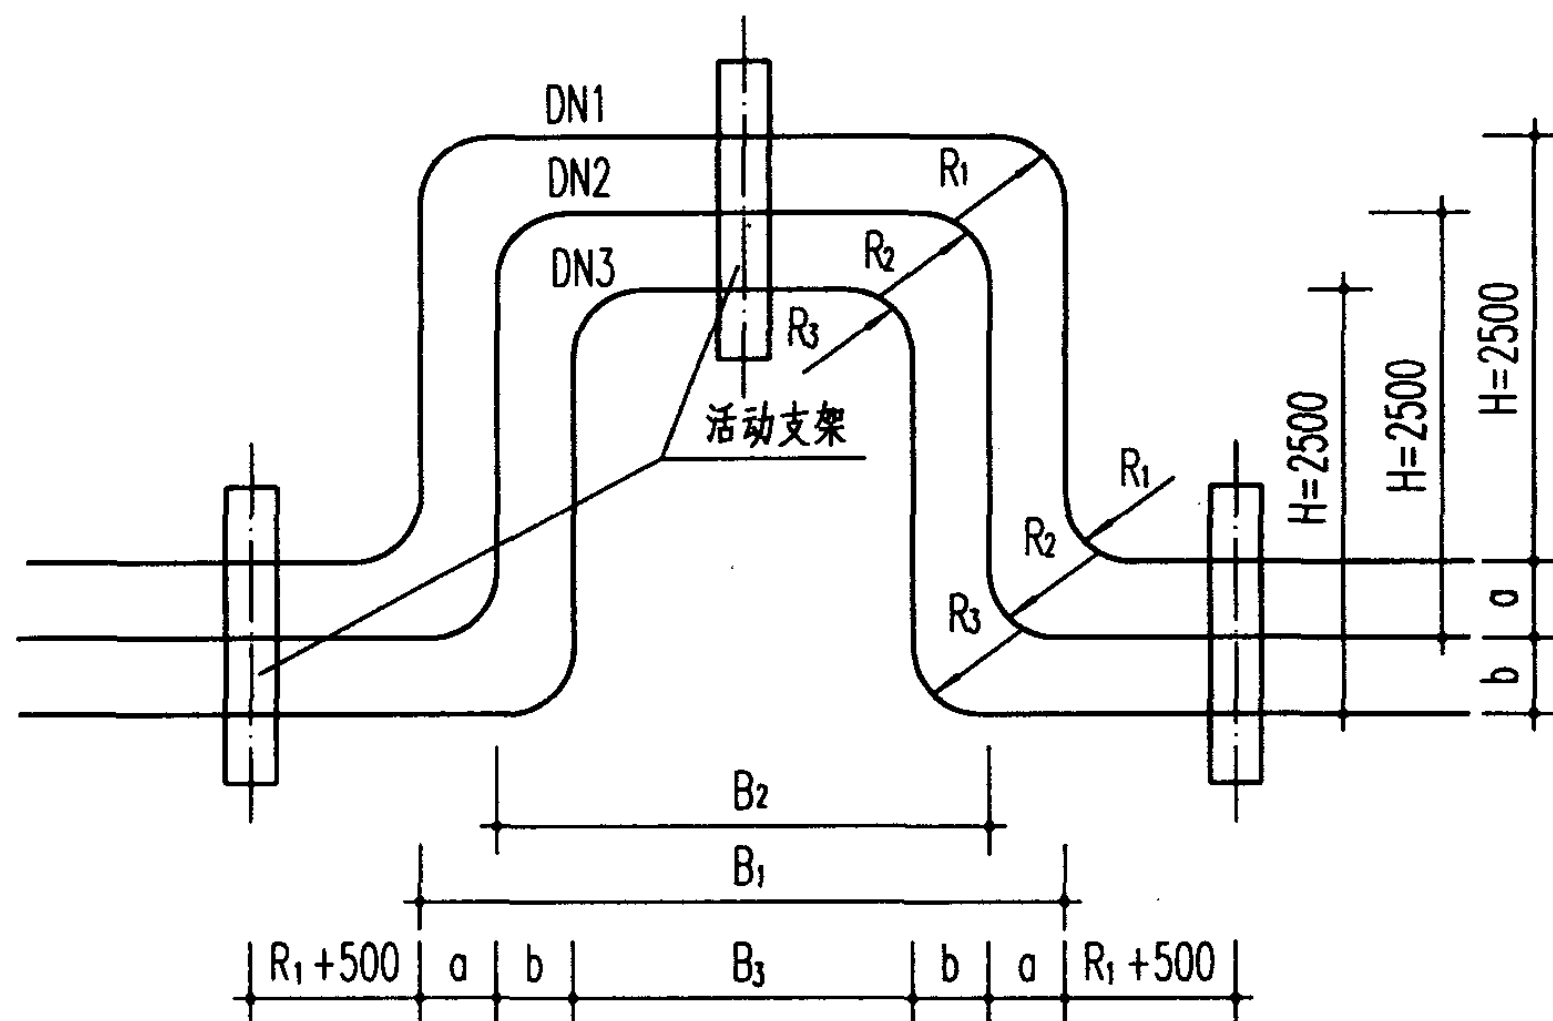 DN1
DN2
DN3
R1
R2
R3
活动支架
R1
R2
R3
H=2500
H=2500
H=2500
a
b
B2
B1
R1+500 a b B3 b a R1+500